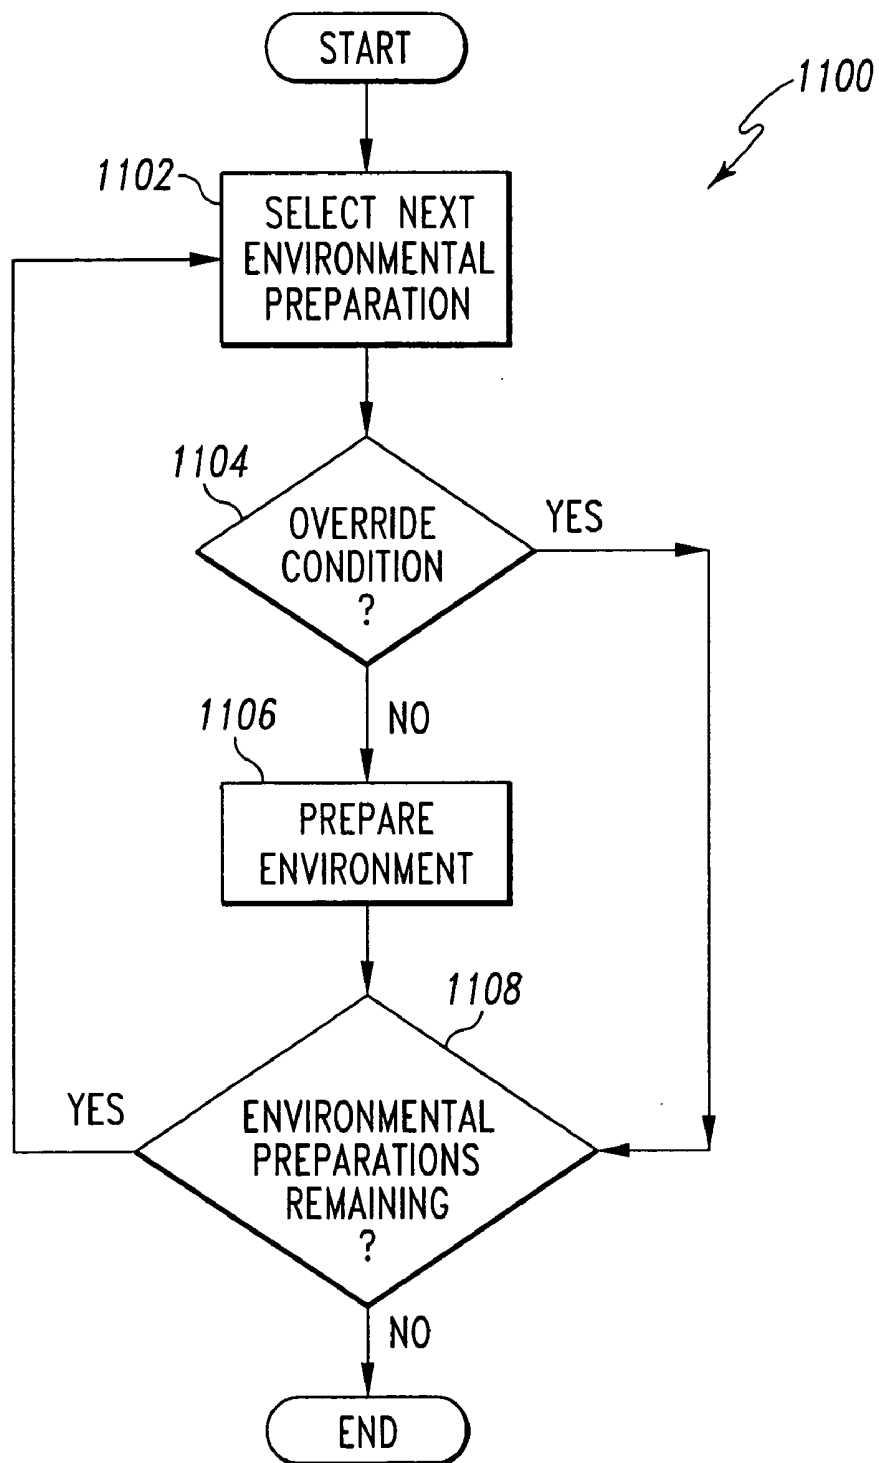 START
1100
1102
SELECT NEXT
ENVIRONMENTAL
PREPARATION
1104
OVERRIDE
CONDITION
?
YES
NO
1106
PREPARE
ENVIRONMENT
1108
ENVIRONMENTAL
PREPARATIONS
REMAINING
?
YES
NO
END